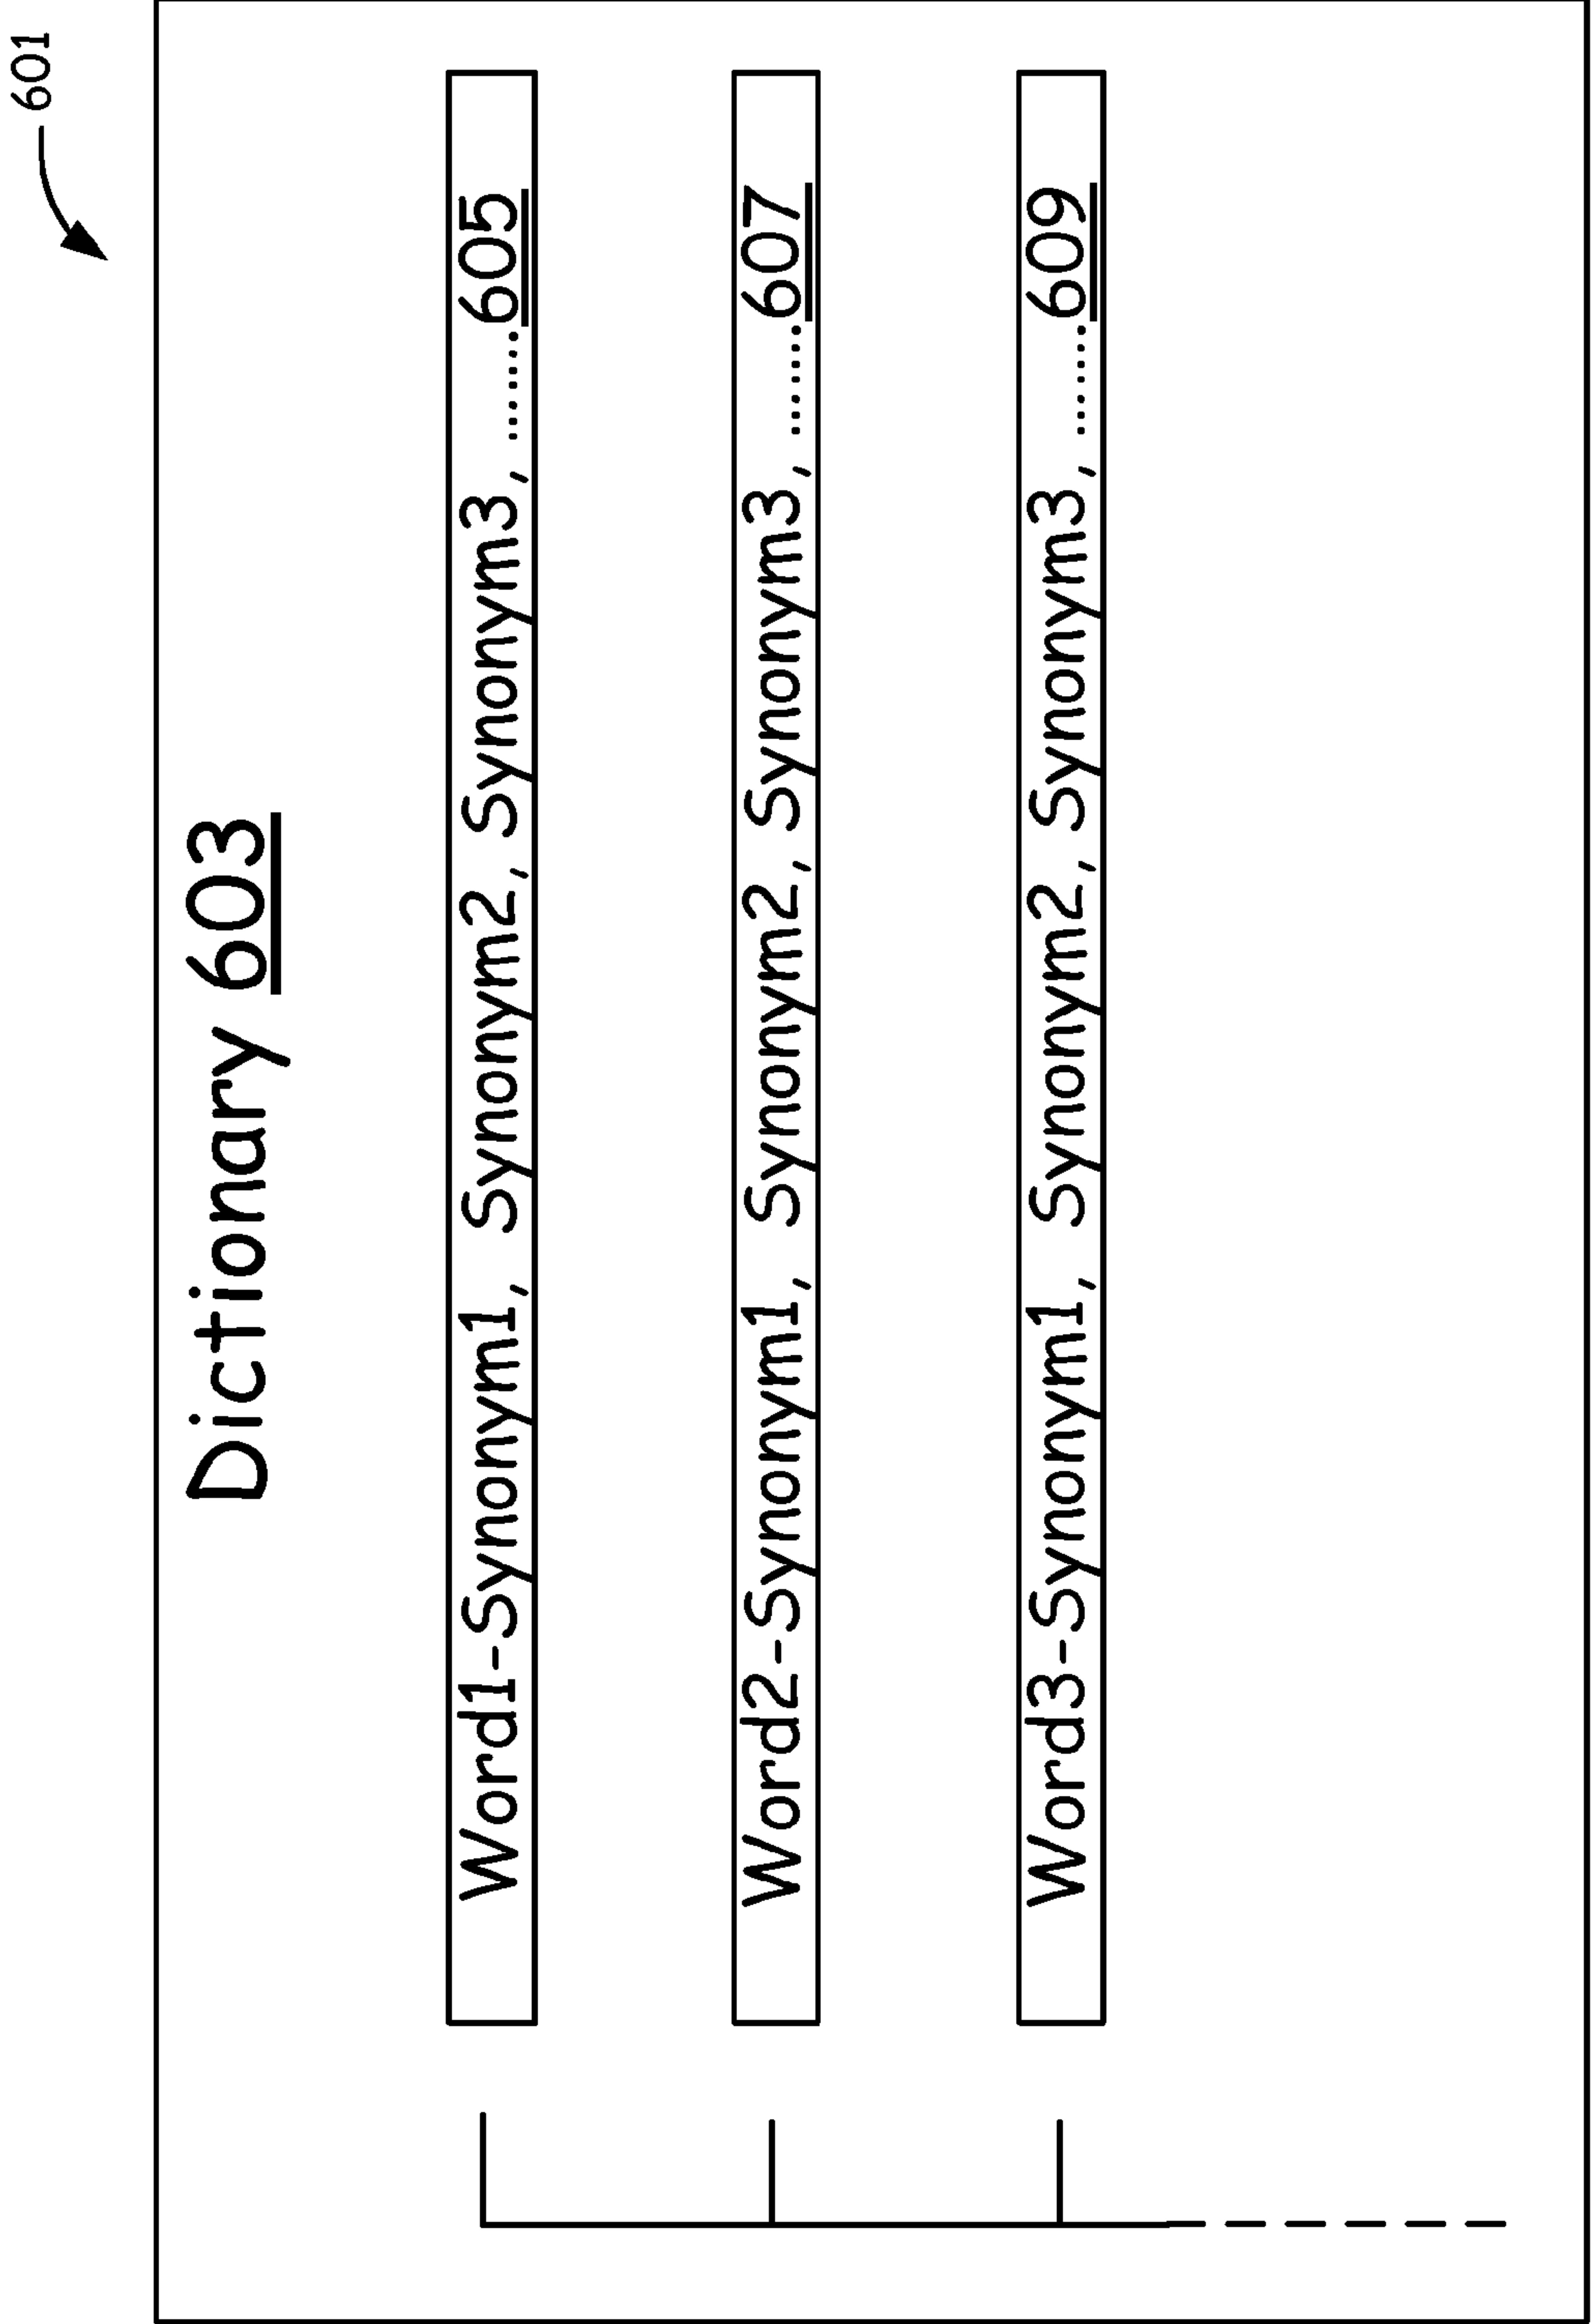 601
Dictionary 603
Word1-Synonym1, Synonym2, Synonym3, .......605
Word2-Synonym1, Synonym2, Synonym3, .......607
Word3-Synonym1, Synonym2, Synonym3, .......609